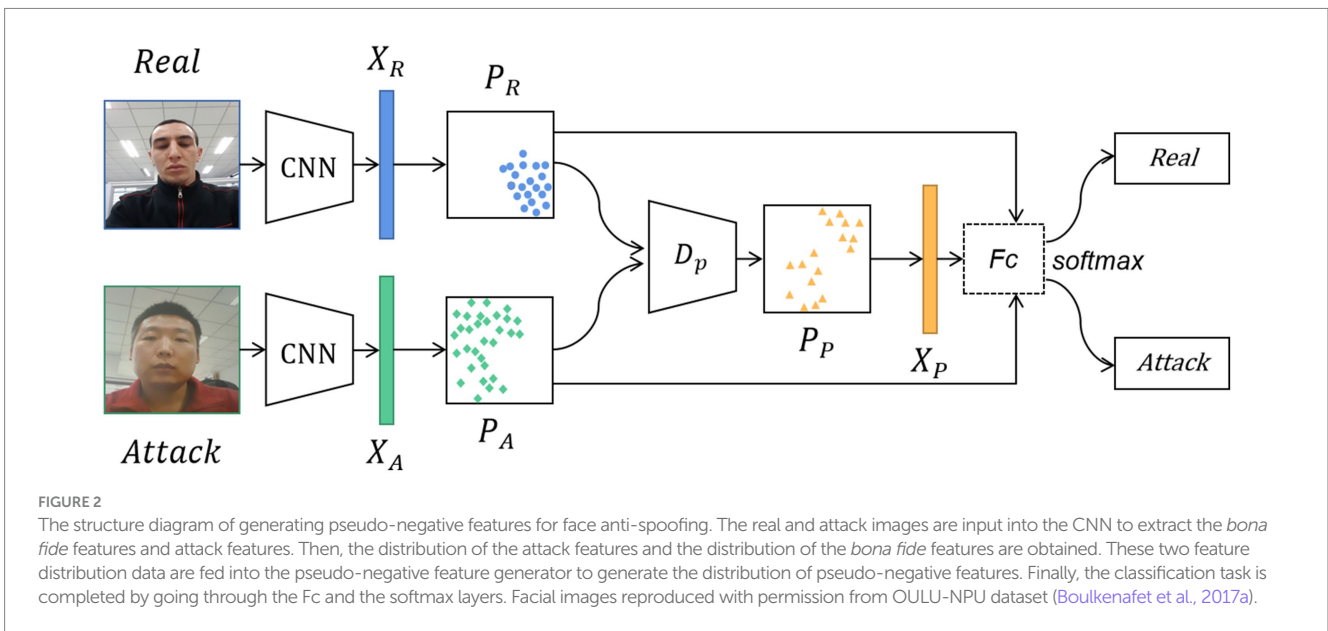 Real
X_R
P_R
CNN
Real
D_p
Fc
softmax
P_P
X_P
CNN
Attack
Attack
X_A
P_A
FIGURE 2
The structure diagram of generating pseudo-negative features for face anti-spoofing. The real and attack images are input into the CNN to extract the bona
fide features and attack features. Then, the distribution of the attack features and the distribution of the bona fide features are obtained. These two feature
distribution data are fed into the pseudo-negative feature generator to generate the distribution of pseudo-negative features. Finally, the classification task is
completed by going through the Fc and the softmax layers. Facial images reproduced with permission from OULU-NPU dataset (Boulkenafet et al., 2017a).